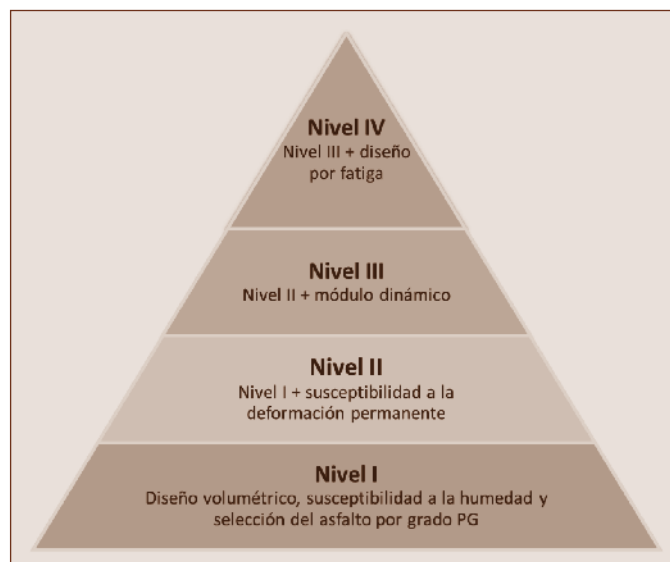 Nivel IV
Nivel III + diseño
por fatiga
Nivel III
Nivel II + módulo dinámico
Nivel II
Nivel I + susceptibilidad a la
deformación permanente
Nivel I
Diseño volumétrico, susceptibilidad a la humedad y
selección del asfalto por grado PG